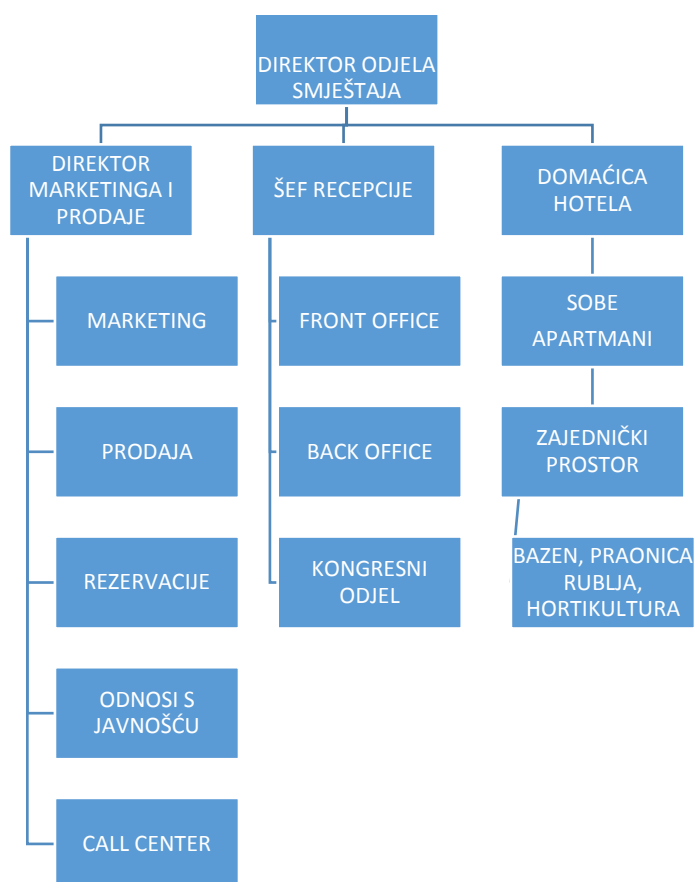 DIREKTOR ODJELA
SMJEŠTAJA
DIREKTOR
MARKETINGA I
PRODAJE
ŠEF RECEPCIJE
DOMAĆICA
HOTELA
MARKETING
FRONT OFFICE
SOBE
APARTMANI
PRODAJA
BACK OFFICE
ZAJEDNIČKI
PROSTOR
REZERVACIJE
KONGRESNI
ODJEL
BAZEN, PRAONICA
RUBLJA,
HORTIKULTURA
ODNOSI S
JAVNOŠĆU
CALL CENTER